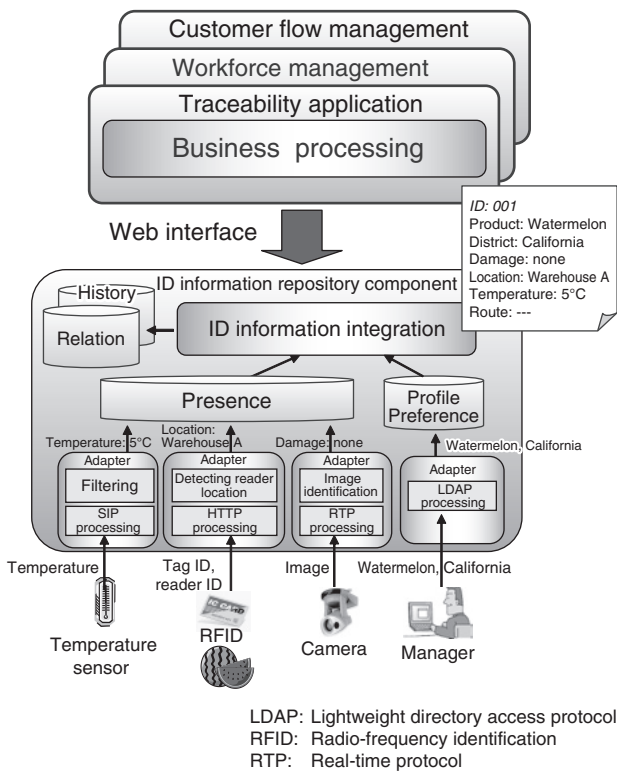 Customer flow management
Workforce management
Traceability application
Business processing
Web interface
ID: 001
Product: Watermelon
District: California
Damage: none
Location: Warehouse A
Temperature: 5°C
Route: ---
ID information repository component
History
Relation
ID information integration
Presence
Profile
Preference
Temperature: 5°C
Location:
Warehouse A
Damage: none
Watermelon, California
Adapter
Filtering
SIP
processing
Adapter
Detecting reader
location
HTTP
processing
Adapter
Image
identification
RTP
processing
Adapter
LDAP
processing
Temperature
Tag ID,
reader ID
Image
Watermelon, California
IC CARD
Temperature
sensor
RFID
Camera
Manager
LDAP: Lightweight directory access protocol
RFID: Radio-frequency identification
RTP: Real-time protocol